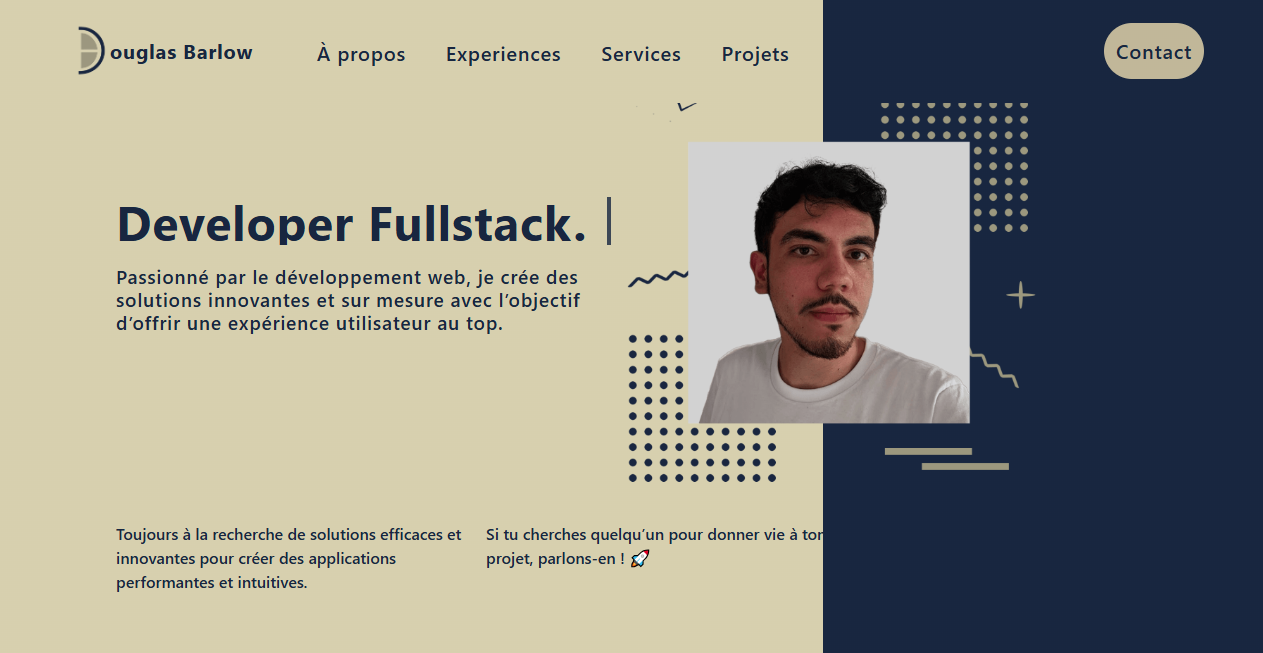 Douglas Barlow
À propos
Experiences
Services
Projets
Contact
Developer Fullstack.
Passionné par le développement web, je crée des
solutions innovantes et sur mesure avec l’objectif
d’offrir une expérience utilisateur au top.
Toujours à la recherche de solutions efficaces et
innovantes pour créer des applications
performantes et intuitives.
Si tu cherches quelqu’un pour donner vie à ton
projet, parlons-en ! 🚀